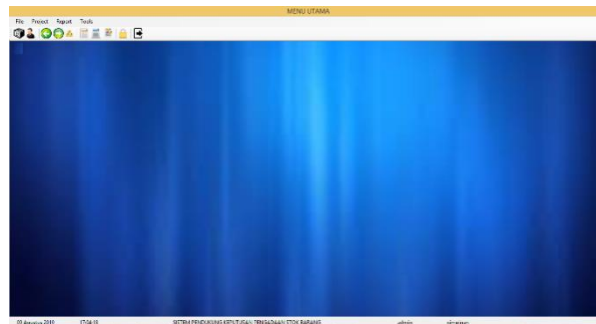 MENU UTAMA
File Project Report Tools
SISTEM PENDUKUNG KEPUTUSAN PENGADAAN STOK BARANG admin